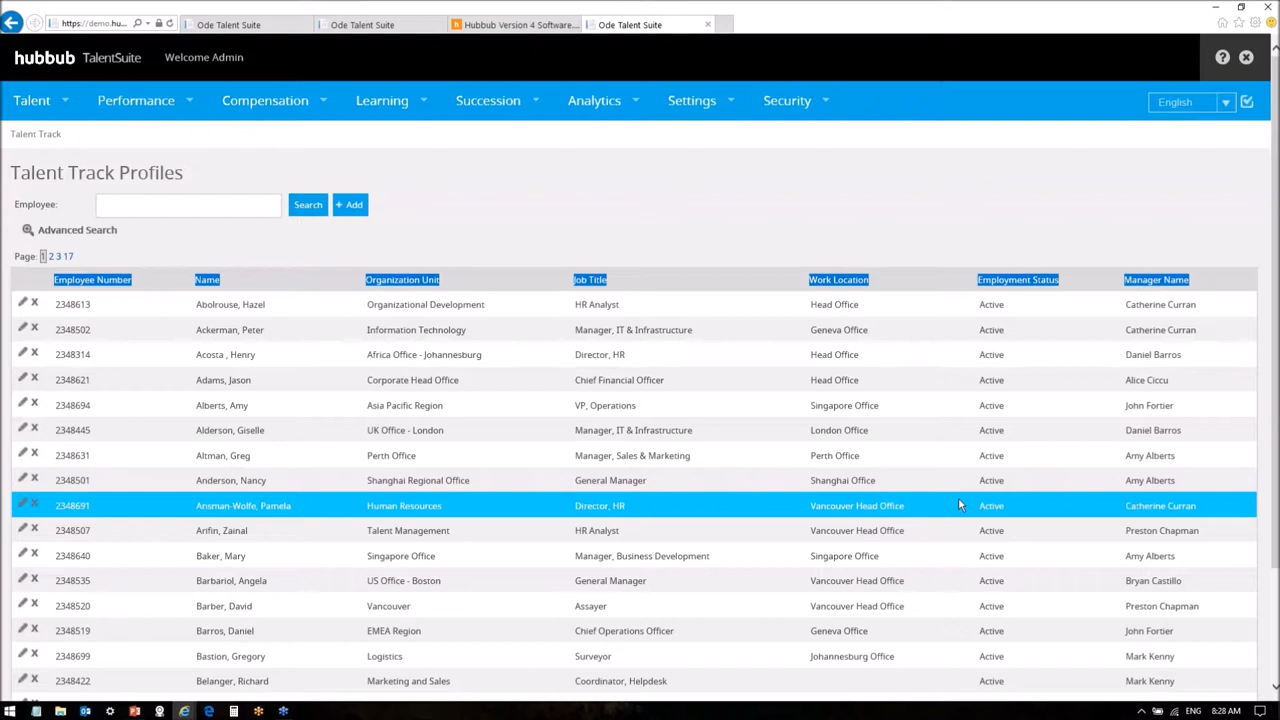 https://demo.hu...
Ode Talent Suite
Ode Talent Suite
Hubbub Version 4 Software...
Ode Talent Suite
hubbub TalentSuite Welcome Admin
Talent Performance Compensation Learning Succession Analytics Settings Security English
Talent Track
Talent Track Profiles
Employee: Search + Add
Advanced Search
Page: 1 2 3 17
Employee Number Name Organization Unit Job Title Work Location Employment Status Manager Name
2348613 Abolrouse, Hazel Organizational Development HR Analyst Head Office Active Catherine Curran
2348502 Ackerman, Peter Information Technology Manager, IT & Infrastructure Geneva Office Active Catherine Curran
2348314 Acosta , Henry Africa Office - Johannesburg Director, HR Head Office Active Daniel Barros
2348621 Adams, Jason Corporate Head Office Chief Financial Officer Head Office Active Alice Ciccu
2348694 Alberts, Amy Asia Pacific Region VP, Operations Singapore Office Active John Fortier
2348445 Alderson, Giselle UK Office - London Manager, IT & Infrastructure London Office Active Daniel Barros
2348631 Altman, Greg Perth Office Manager, Sales & Marketing Perth Office Active Amy Alberts
2348501 Anderson, Nancy Shanghai Regional Office General Manager Shanghai Office Active Amy Alberts
2348691 Ansman-Wolfe, Pamela Human Resources Director, HR Vancouver Head Office Active Catherine Curran
2348507 Arifin, Zainal Talent Management HR Analyst Vancouver Head Office Active Preston Chapman
2348640 Baker, Mary Singapore Office Manager, Business Development Singapore Office Active Amy Alberts
2348535 Barbariol, Angela US Office - Boston General Manager Vancouver Head Office Active Bryan Castillo
2348520 Barber, David Vancouver Assayer Vancouver Head Office Active Preston Chapman
2348519 Barros, Daniel EMEA Region Chief Operations Officer Geneva Office Active John Fortier
2348699 Bastion, Gregory Logistics Surveyor Johannesburg Office Active Mark Kenny
2348422 Belanger, Richard Marketing and Sales Coordinator, Helpdesk Active Mark Kenny
ENG 8:28 AM